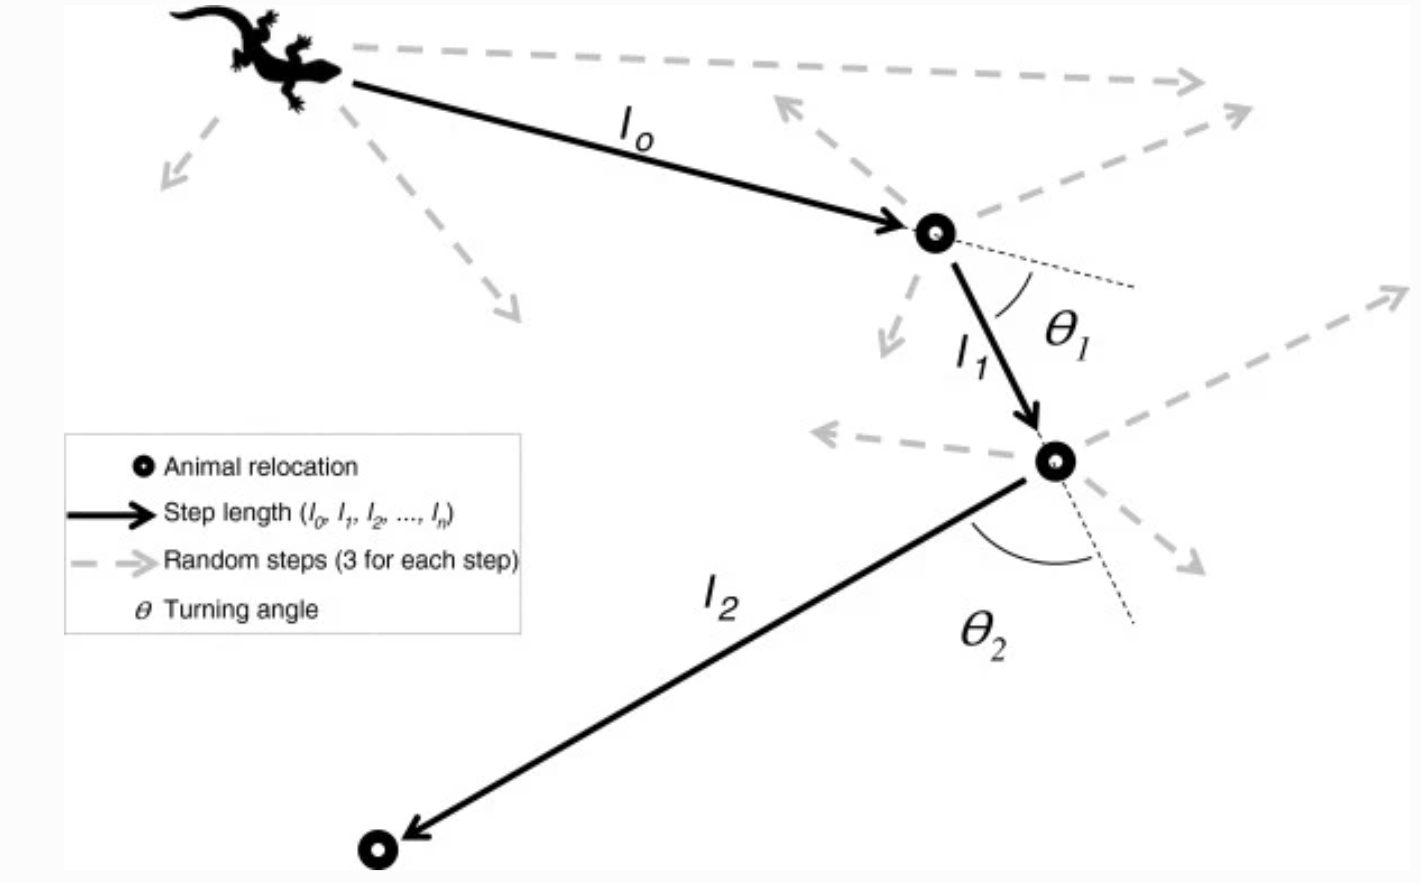 lo
θ1
l1
Animal relocation
Step length (l0, l1, l2, ..., ln)
Random steps (3 for each step)
θ Turning angle
l2
θ2